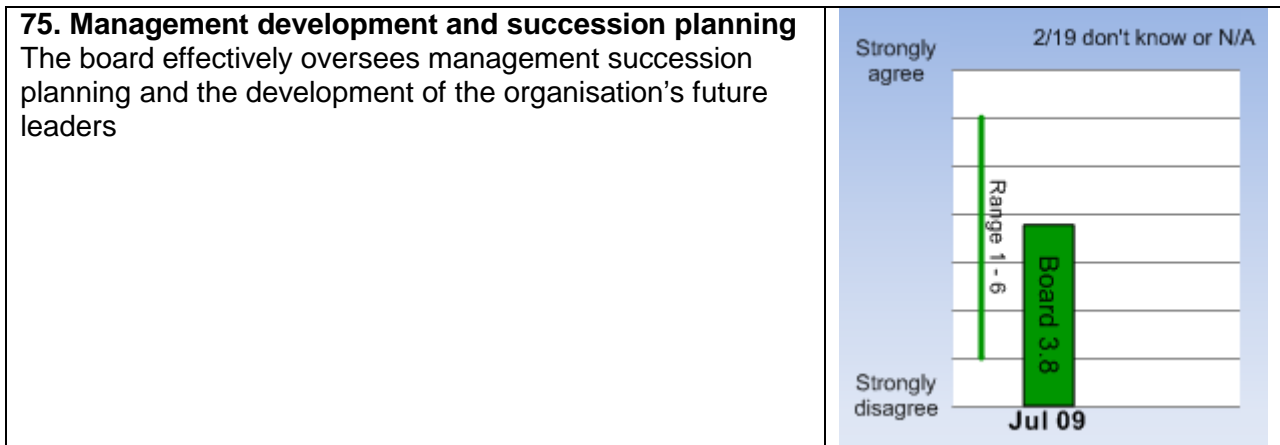 75. Management development and succession planning
The board effectively oversees management succession
planning and the development of the organisation's future
leaders
2/19 don't know or N/A
Strongly
agree
Range 1 - 6
Board 3.8
Strongly
disagree
Jul 09